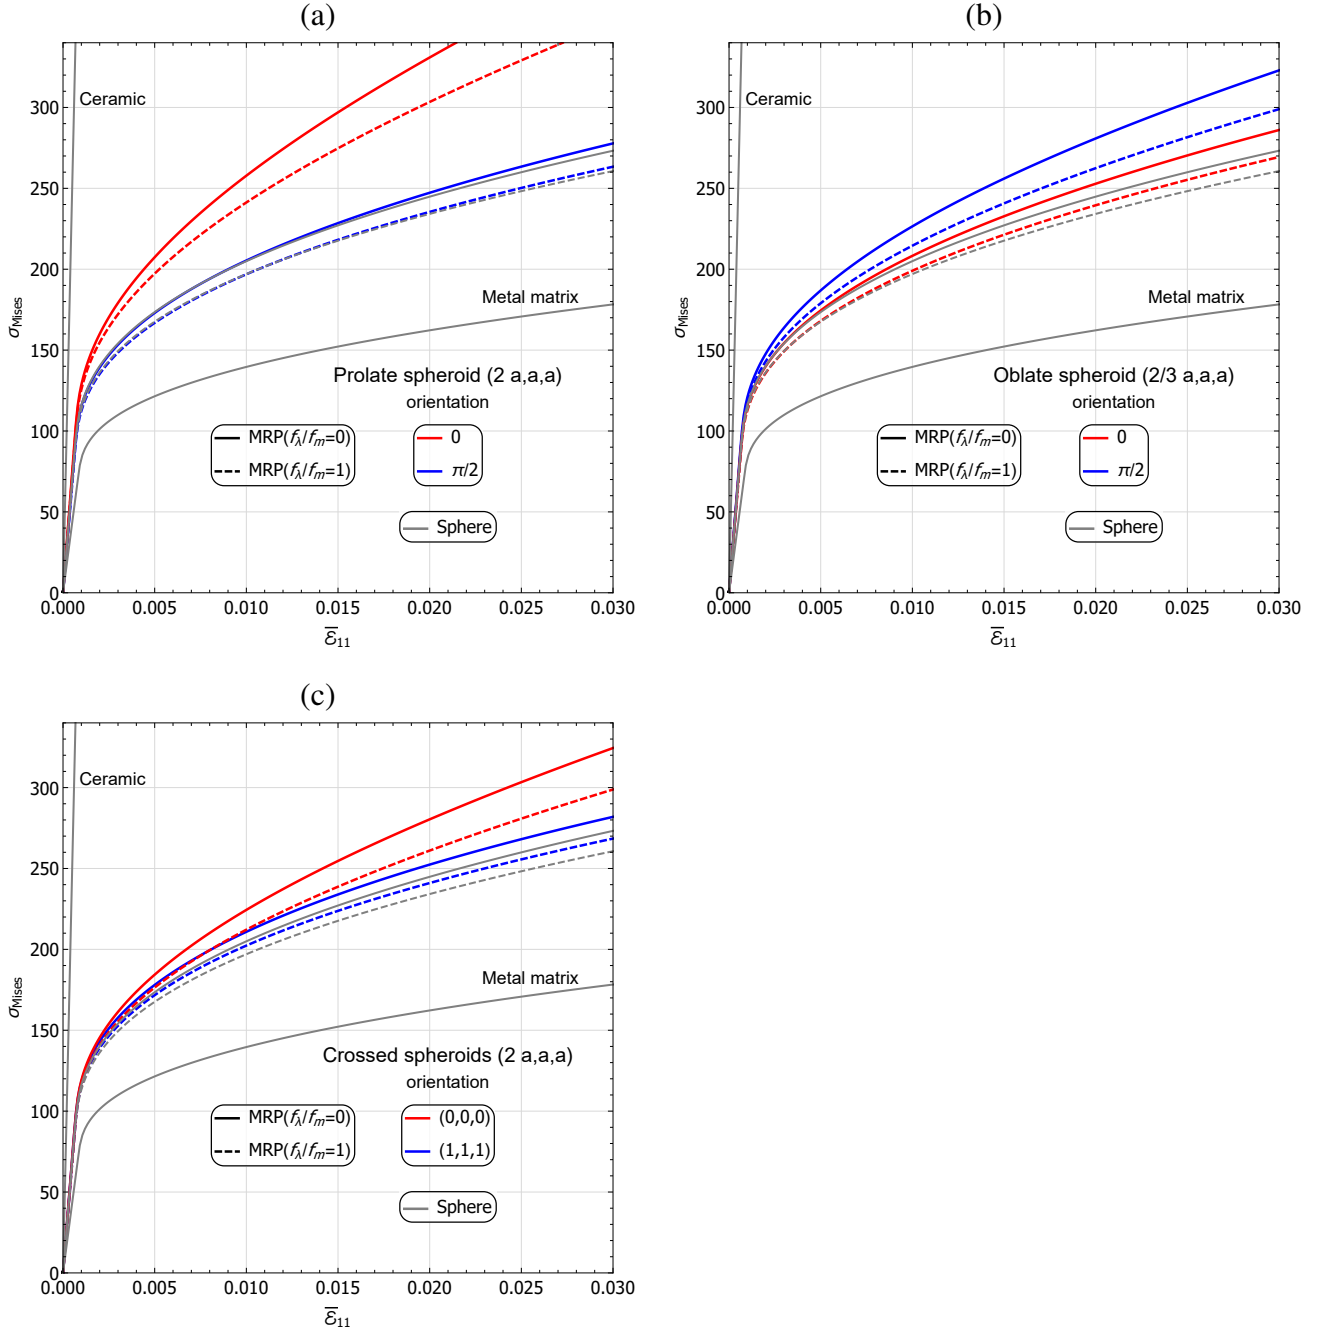 (a)
300
250
200
150
100
50
0
σMises
Ceramic
Metal matrix
Prolate spheroid (2 a,a,a)
orientation
MRP(fλ/fm=0)
MRP(fλ/fm=1)
0
π/2
Sphere
0.000 0.005 0.010 0.015 0.020 0.025 0.030
ℰ̅11
(b)
300
250
200
150
100
50
0
σMises
Ceramic
Metal matrix
Oblate spheroid (2/3 a,a,a)
orientation
MRP(fλ/fm=0)
MRP(fλ/fm=1)
0
π/2
Sphere
0.000 0.005 0.010 0.015 0.020 0.025 0.030
ℰ̅11
(c)
300
250
200
150
100
50
0
σMises
Ceramic
Metal matrix
Crossed spheroids (2 a,a,a)
orientation
MRP(fλ/fm=0)
MRP(fλ/fm=1)
(0,0,0)
(1,1,1)
Sphere
0.000 0.005 0.010 0.015 0.020 0.025 0.030
ℰ̅11